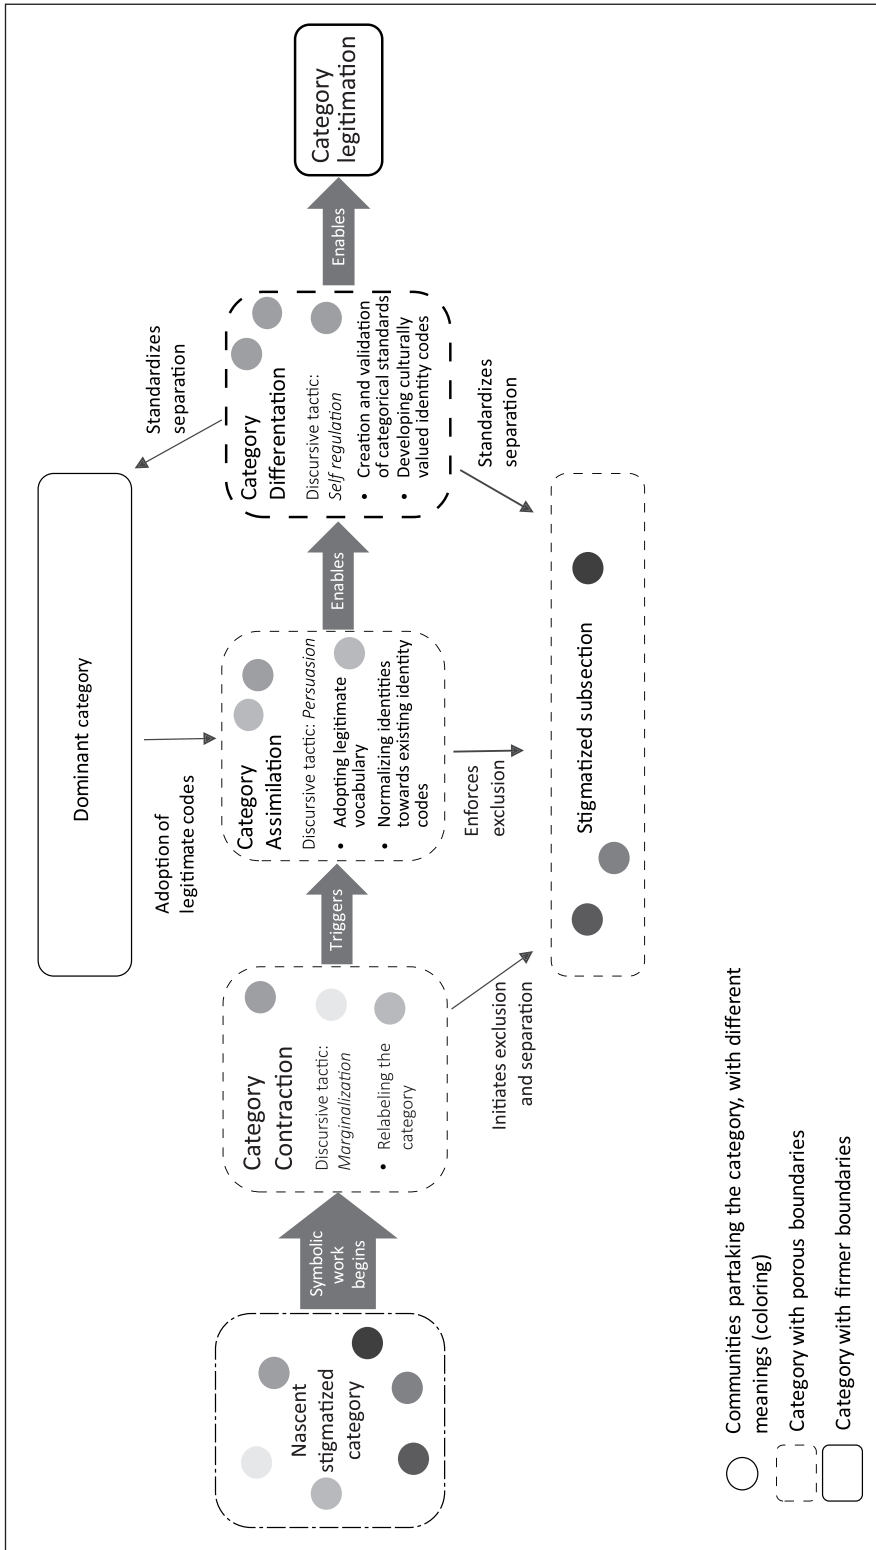 Dominant category
Adoption of
legitimate codes
Standardizes
separation
Nascent
stigmatized
category
Symbolic
work
begins
Category
Contraction
Discursive tactic:
Marginalization
• Relabeling the
category
Triggers
Category
Assimilation
Discursive tactic: Persuasion
• Adopting legitimate
vocabulary
• Normalizing identities
towards existing identity
codes
Enables
Category
Differentation
Discursive tactic:
Self regulation
• Creation and validation
of categorical standards
• Developing culturally
valued identity codes
Enables
Category
legitimation
Initiates exclusion
and separation
Enforces
exclusion
Standardizes
separation
Stigmatized subsection
Communities partaking the category, with different
meanings (coloring)
Category with porous boundaries
Category with firmer boundaries